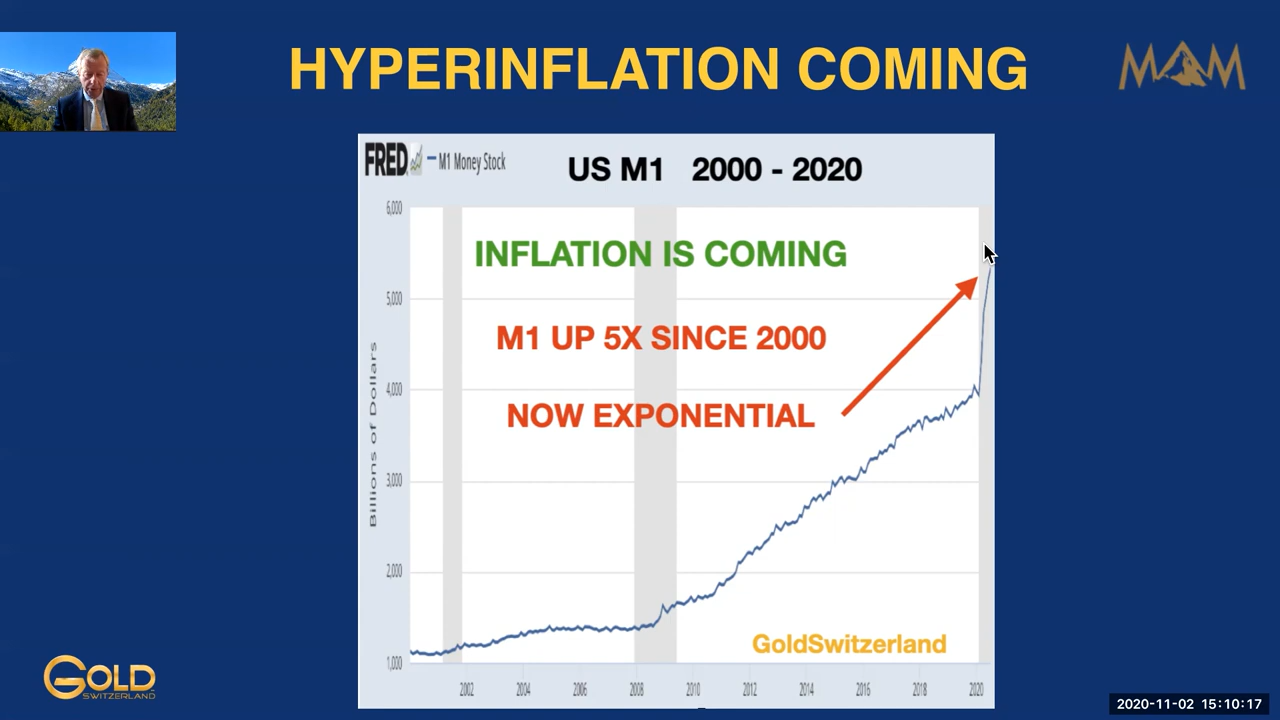 HYPERINFLATION COMING
MAM
FRED
M1 Money Stock
US M1 2000 - 2020
6,000
INFLATION IS COMING
5,000
M1 UP 5X SINCE 2000
4,000
NOW EXPONENTIAL
Billions of Dollars
3,000
2,000
GoldSwitzerland
1,000
2002 2004 2006 2008 2010 2012 2014 2016 2018 2020
GOLD
SWITZERLAND
2020-11-02 15:10:17